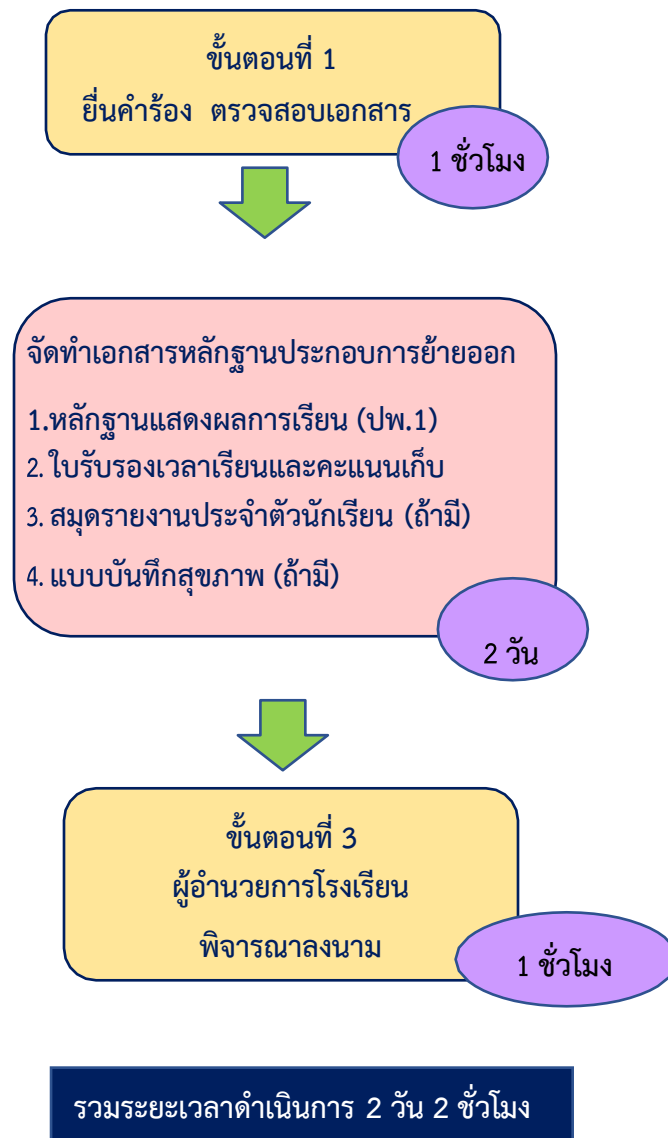 ขั้นตอนที่ 1
ยื่นคำร้อง ตรวจสอบเอกสาร
1 ชั่วโมง
จัดทำเอกสารหลักฐานประกอบการย้ายออก
1.หลักฐานแสดงผลการเรียน (ปพ.1)
2. ใบรับรองเวลาเรียนและคะแนนเก็บ
3. สมุดรายงานประจำตัวนักเรียน (ถ้ามี)
4. แบบบันทึกสุขภาพ (ถ้ามี)
2 วัน
ขั้นตอนที่ 3
ผู้อำนวยการโรงเรียน
พิจารณาลงนาม
1 ชั่วโมง
รวมระยะเวลาดำเนินการ 2 วัน 2 ชั่วโมง